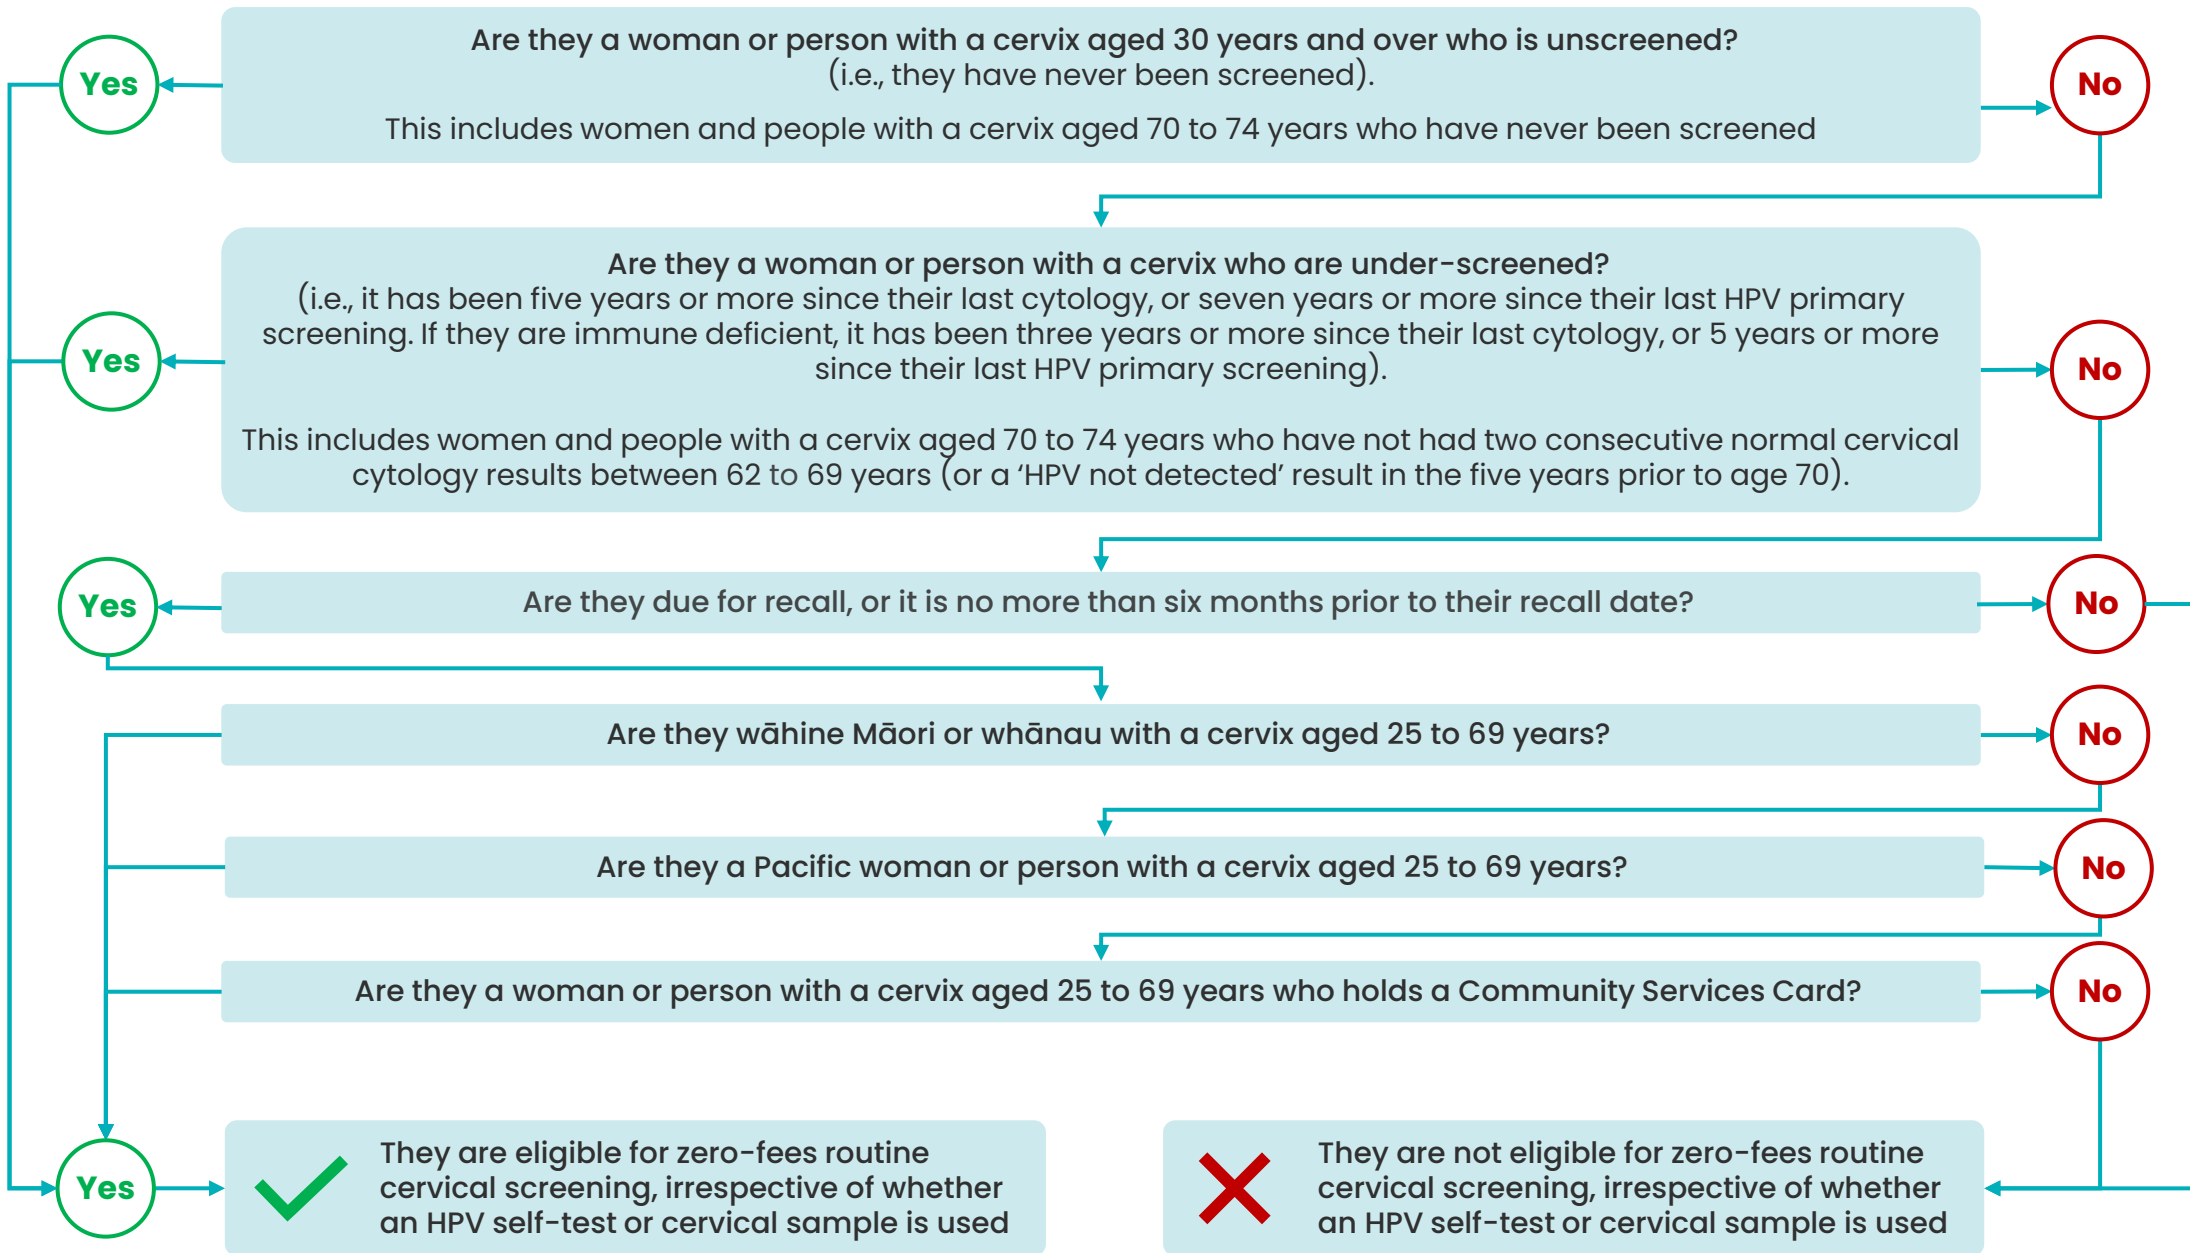 Are they a woman or person with a cervix aged 30 years and over who is unscreened?
(i.e., they have never been screened).
This includes women and people with a cervix aged 70 to 74 years who have never been screened
Yes
No
Are they a woman or person with a cervix who are under-screened?
(i.e., it has been five years or more since their last cytology, or seven years or more since their last HPV primary
screening. If they are immune deficient, it has been three years or more since their last cytology, or 5 years or more
since their last HPV primary screening).
This includes women and people with a cervix aged 70 to 74 years who have not had two consecutive normal cervical
cytology results between 62 to 69 years (or a ‘HPV not detected’ result in the five years prior to age 70).
Yes
No
Are they due for recall, or it is no more than six months prior to their recall date?
Yes
No
Are they wāhine Māori or whānau with a cervix aged 25 to 69 years?
No
Are they a Pacific woman or person with a cervix aged 25 to 69 years?
No
Are they a woman or person with a cervix aged 25 to 69 years who holds a Community Services Card?
No
Yes
They are eligible for zero-fees routine
cervical screening, irrespective of whether
an HPV self-test or cervical sample is used
They are not eligible for zero-fees routine
cervical screening, irrespective of whether
an HPV self-test or cervical sample is used